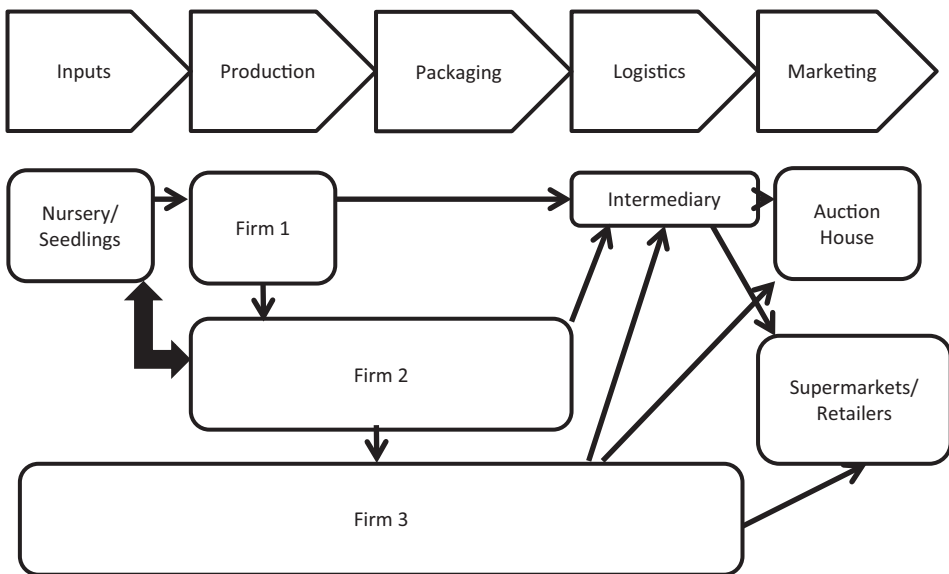 Inputs
Production
Packaging
Logistics
Marketing
Nursery/
Seedlings
Firm 1
Intermediary
Auction
House
Firm 2
Supermarkets/
Retailers
Firm 3